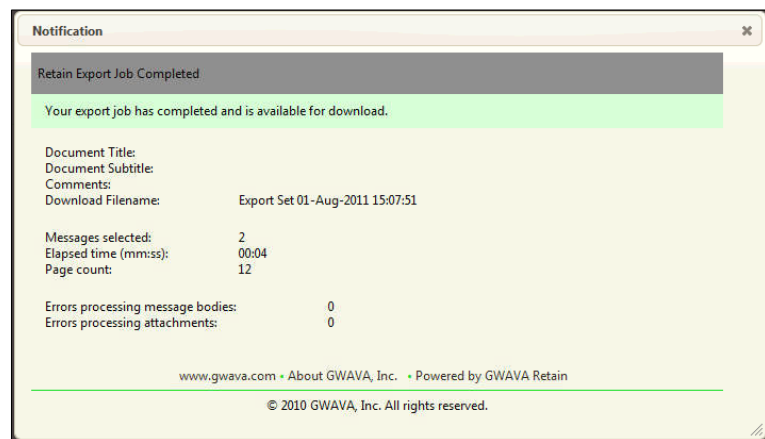 Notification
Retain Export Job Completed
Your export job has completed and is available for download.
Document Title:
Document Subtitle:
Comments:
Download Filename: Export Set 01-Aug-2011 15:07:51
Messages selected: 2
Elapsed time (mm:ss): 00:04
Page count: 12
Errors processing message bodies: 0
Errors processing attachments: 0
www.gwava.com • About GWAVA, Inc. • Powered by GWAVA Retain
© 2010 GWAVA, Inc. All rights reserved.